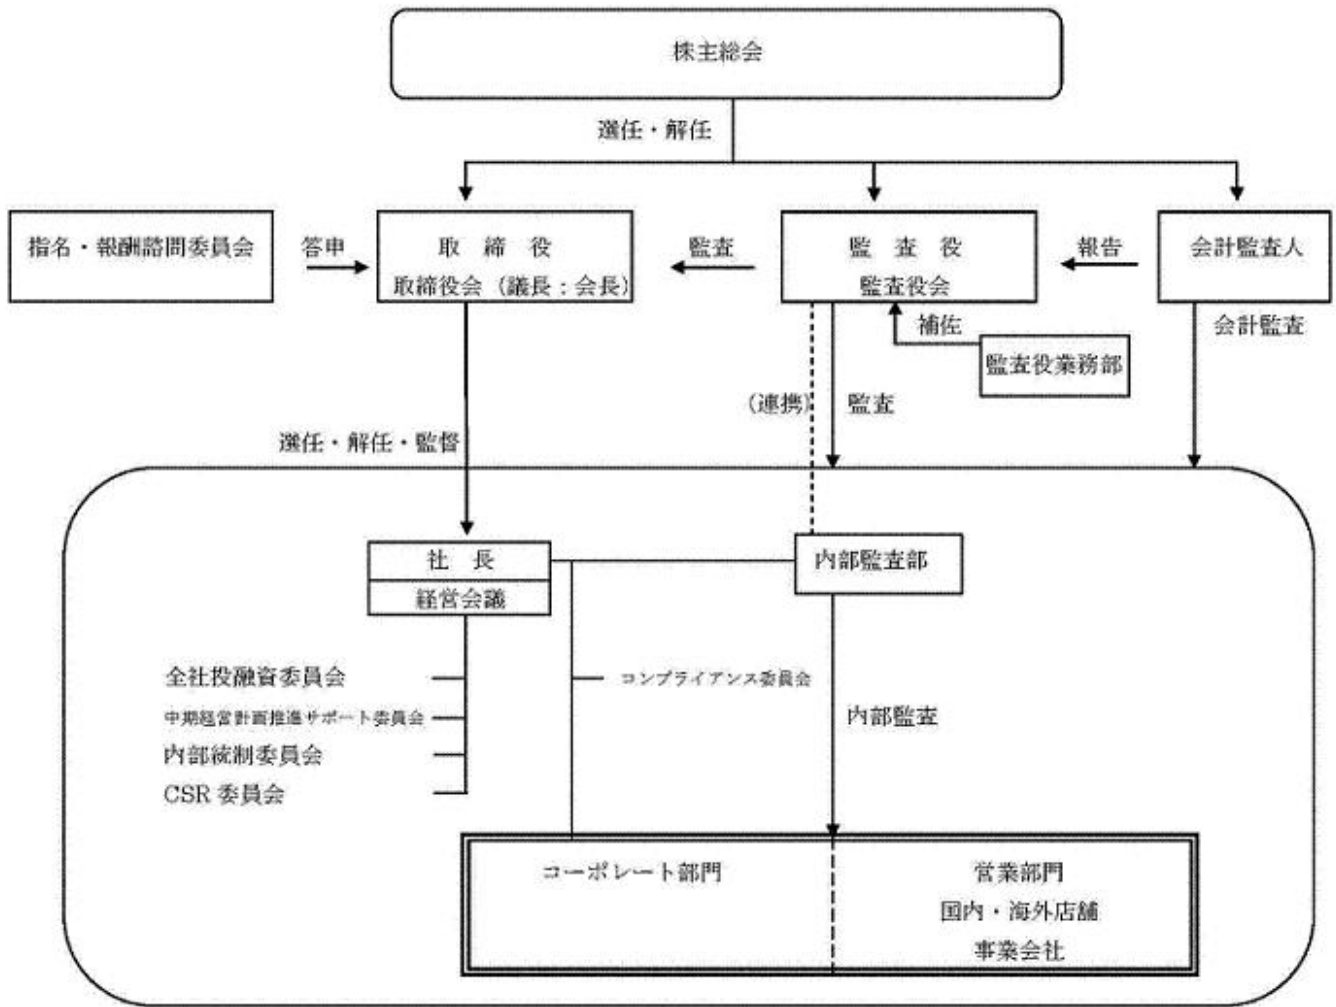 株主総会
選任・解任
指名・報酬諮問委員会
答申
取 締 役
取締役会（議長：会長）
監査
監 査 役
監査役会
報告
会計監査人
補佐
監査役業務部
会計監査
(連携)
監査
選任・解任・監督
社 長
経営会議
内部監査部
全社投融資委員会
中期経営計画推進サポート委員会
内部統制委員会
CSR 委員会
コンプライアンス委員会
内部監査
コーポレート部門
営業部門
国内・海外店舗
事業会社